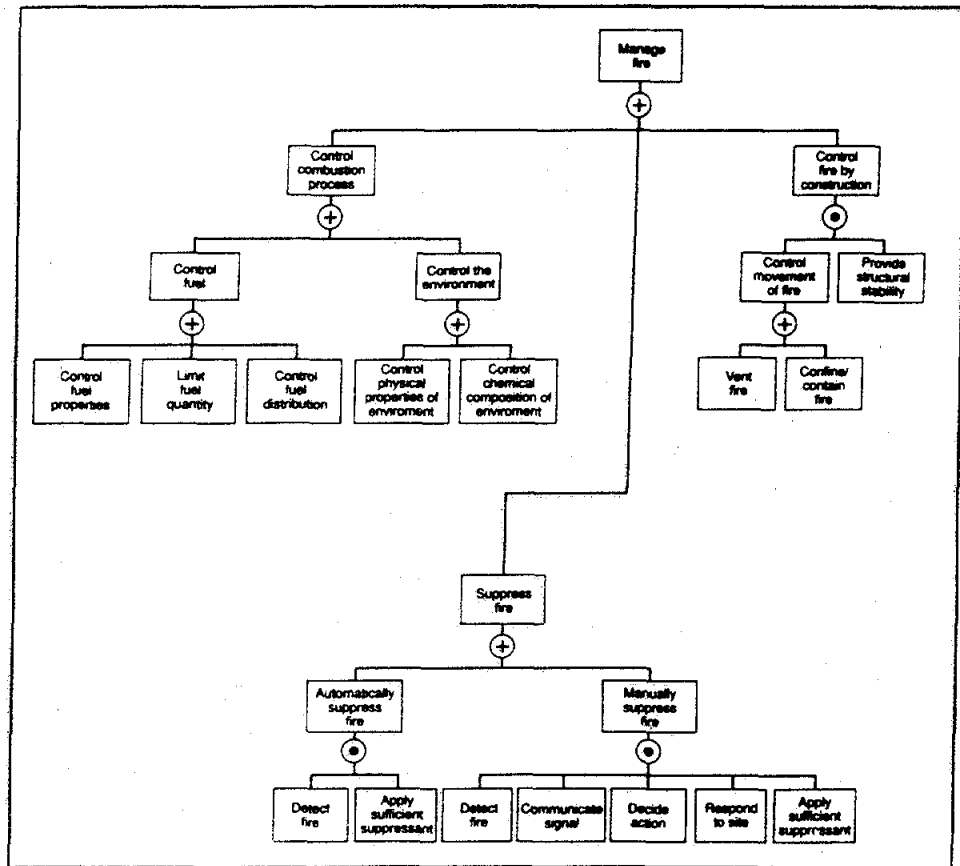 Manage
fire
Control
combustion
process
Control
fire by
construction
Control
fuel
Control the
environment
Control
movement
of fire
Provide
structural
stability
Control
fuel
properties
Limit
fuel
quantity
Control
fuel
distribution
Control
physical
properties of
enviroment
Control
chemical
composition of
enviroment
Vent
fire
Confine/
contain
fire
Suppress
fire
Automatically
suppress
fire
Manually
suppress
fire
Detect
fire
Apply
sufficient
suppressant
Detect
fire
Communicate
signal
Decide
action
Respond
to site
Apply
sufficient
suppressant